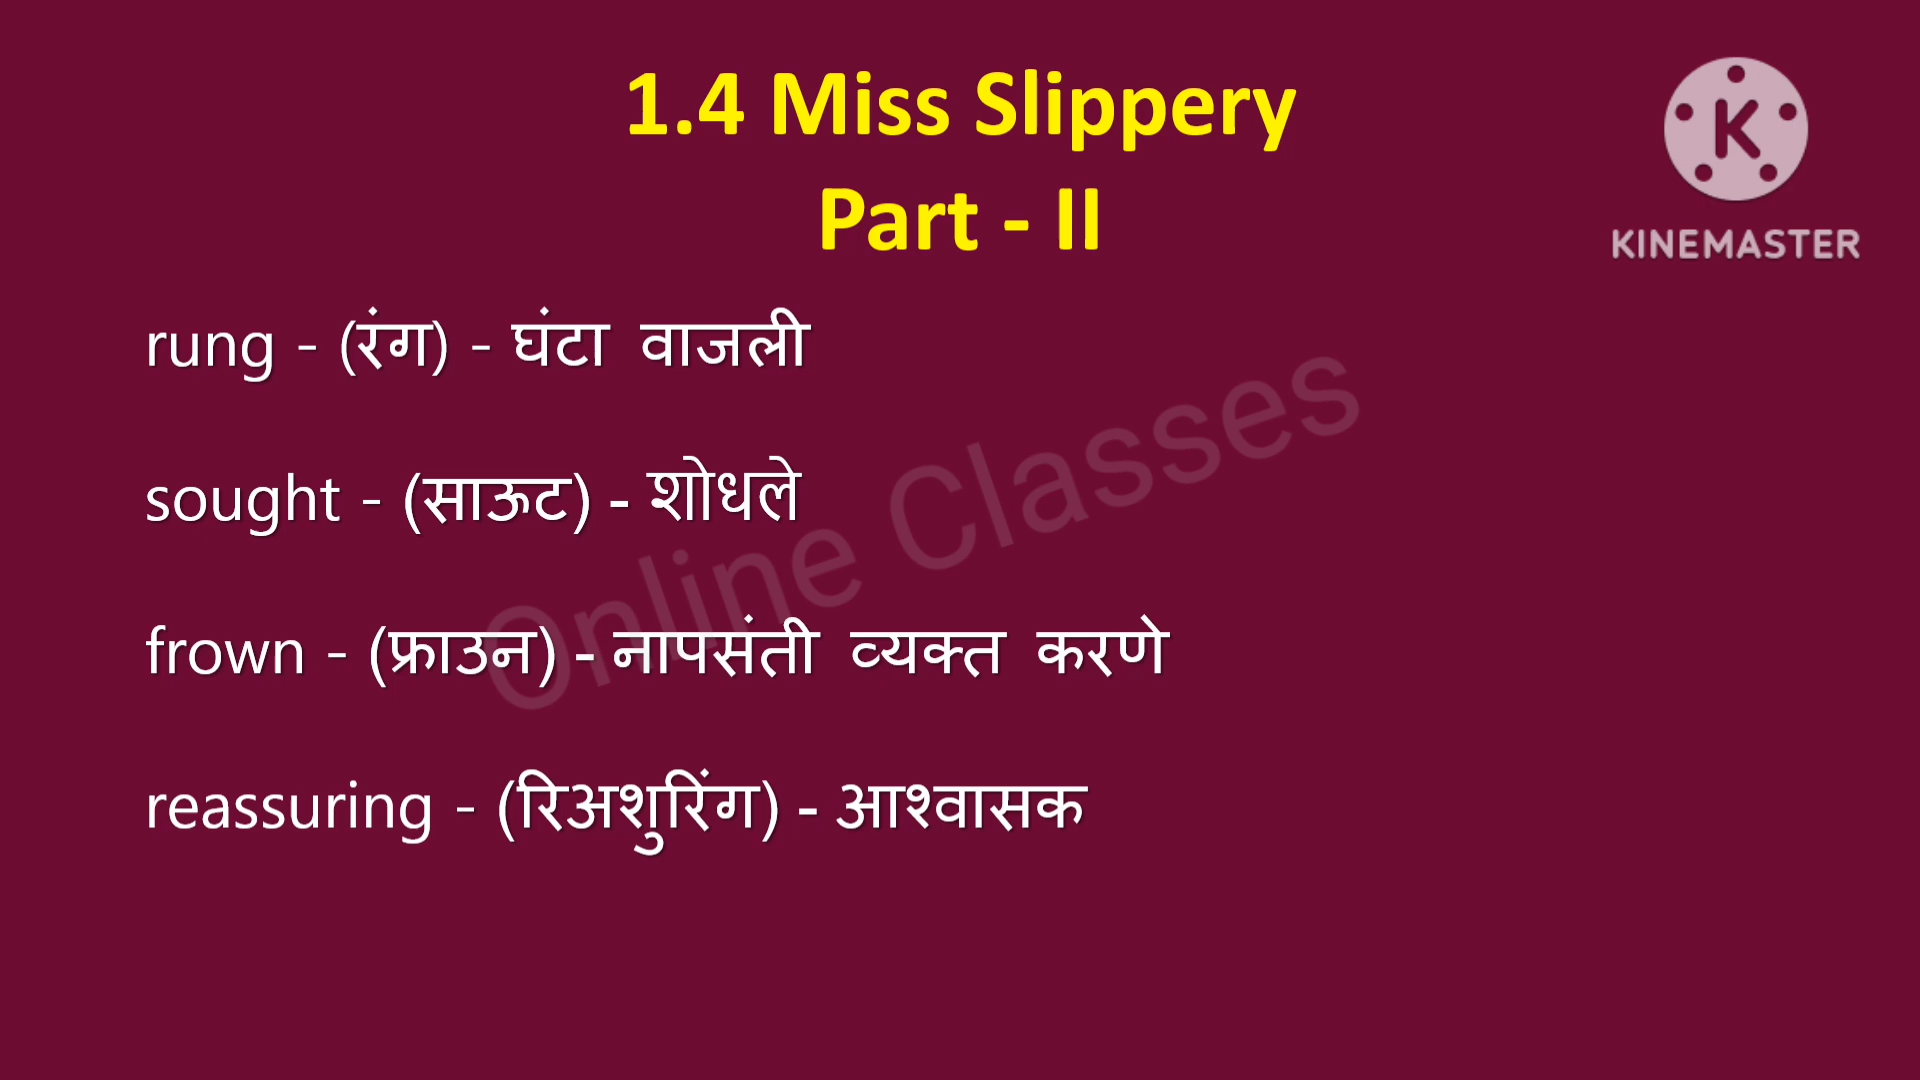 1.4 Miss Slippery
Part - II
K
KINEMASTER
rung - (रंग) - घंटा वाजली
sought - (साऊट) - शोधले
frown - (फ्राउन) - नापसंती व्यक्त करणे
reassuring - (रिअशुरिंग) - आश्वासक
Online Classes